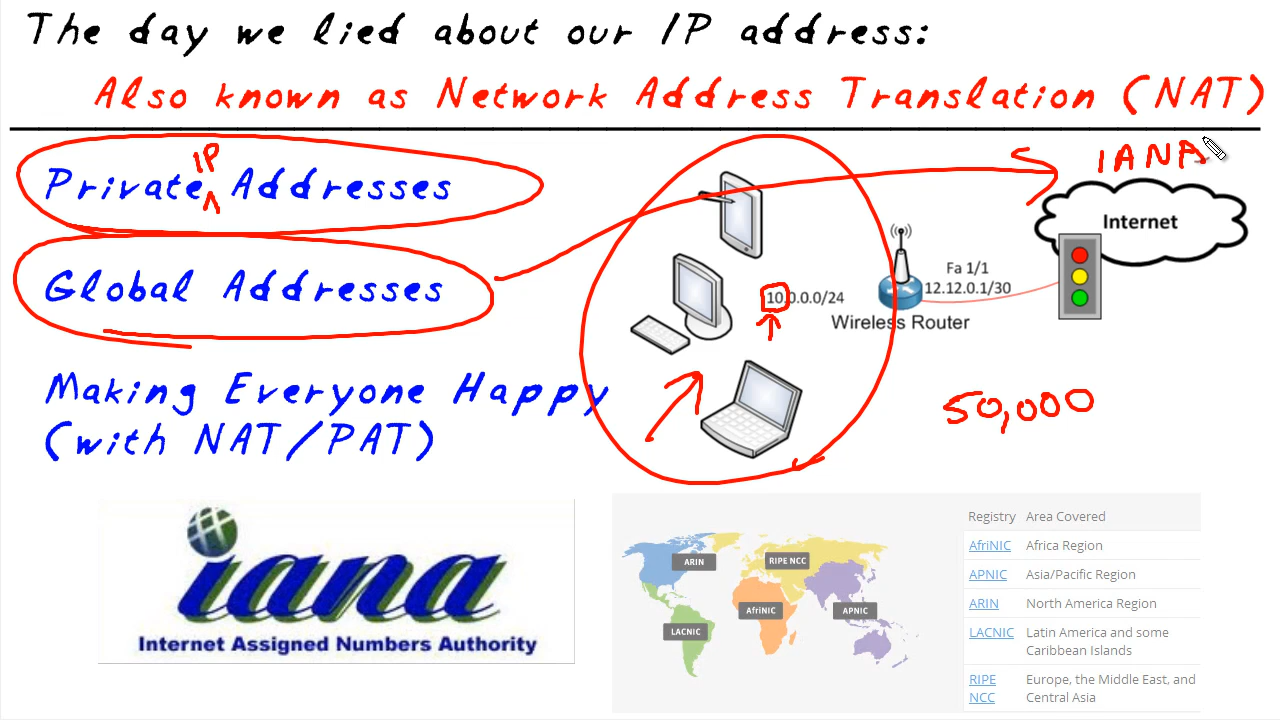 The day we lied about our IP address:
Also known as Network Address Translation (NAT)
IP
Private Addresses
Global Addresses
Making Everyone Happy
(with NAT/PAT)
10.0.0.0/24
Wireless Router
Fa 1/1
12.12.0.1/30
IANA
Internet
50,000
iana
Internet Assigned Numbers Authority
ARIN
RIPE NCC
AfriNIC
APNIC
LACNIC
Registry Area Covered
AfriNIC Africa Region
APNIC Asia/Pacific Region
ARIN North America Region
LACNIC Latin America and some
Caribbean Islands
RIPE Europe, the Middle East, and
NCC Central Asia